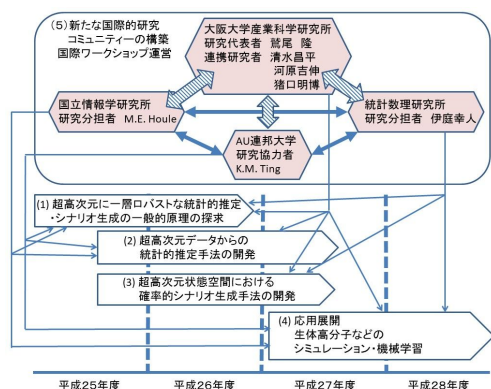 (5)新たな国際的研究
コミュニティーの構築
国際ワークショップ運営
大阪大学産業科学研究所
研究代表者 鷲尾 隆
連携研究者 清水昌平
河原吉伸
猪口明博
国立情報学研究所
研究分担者 M.E. Houle
統計数理研究所
研究分担者 伊庭幸人
AU連邦大学
研究協力者
K.M. Ting
(1) 超高次元に一層ロバストな統計的推定
・シナリオ生成の一般的原理の探求
(2) 超高次元データからの
統計的推定手法の開発
(3) 超高次元状態空間における
確率的シナリオ生成手法の開発
(4) 応用展開
生体高分子などの
シミュレーション・機械学習
平成25年度
平成26年度
平成27年度
平成28年度